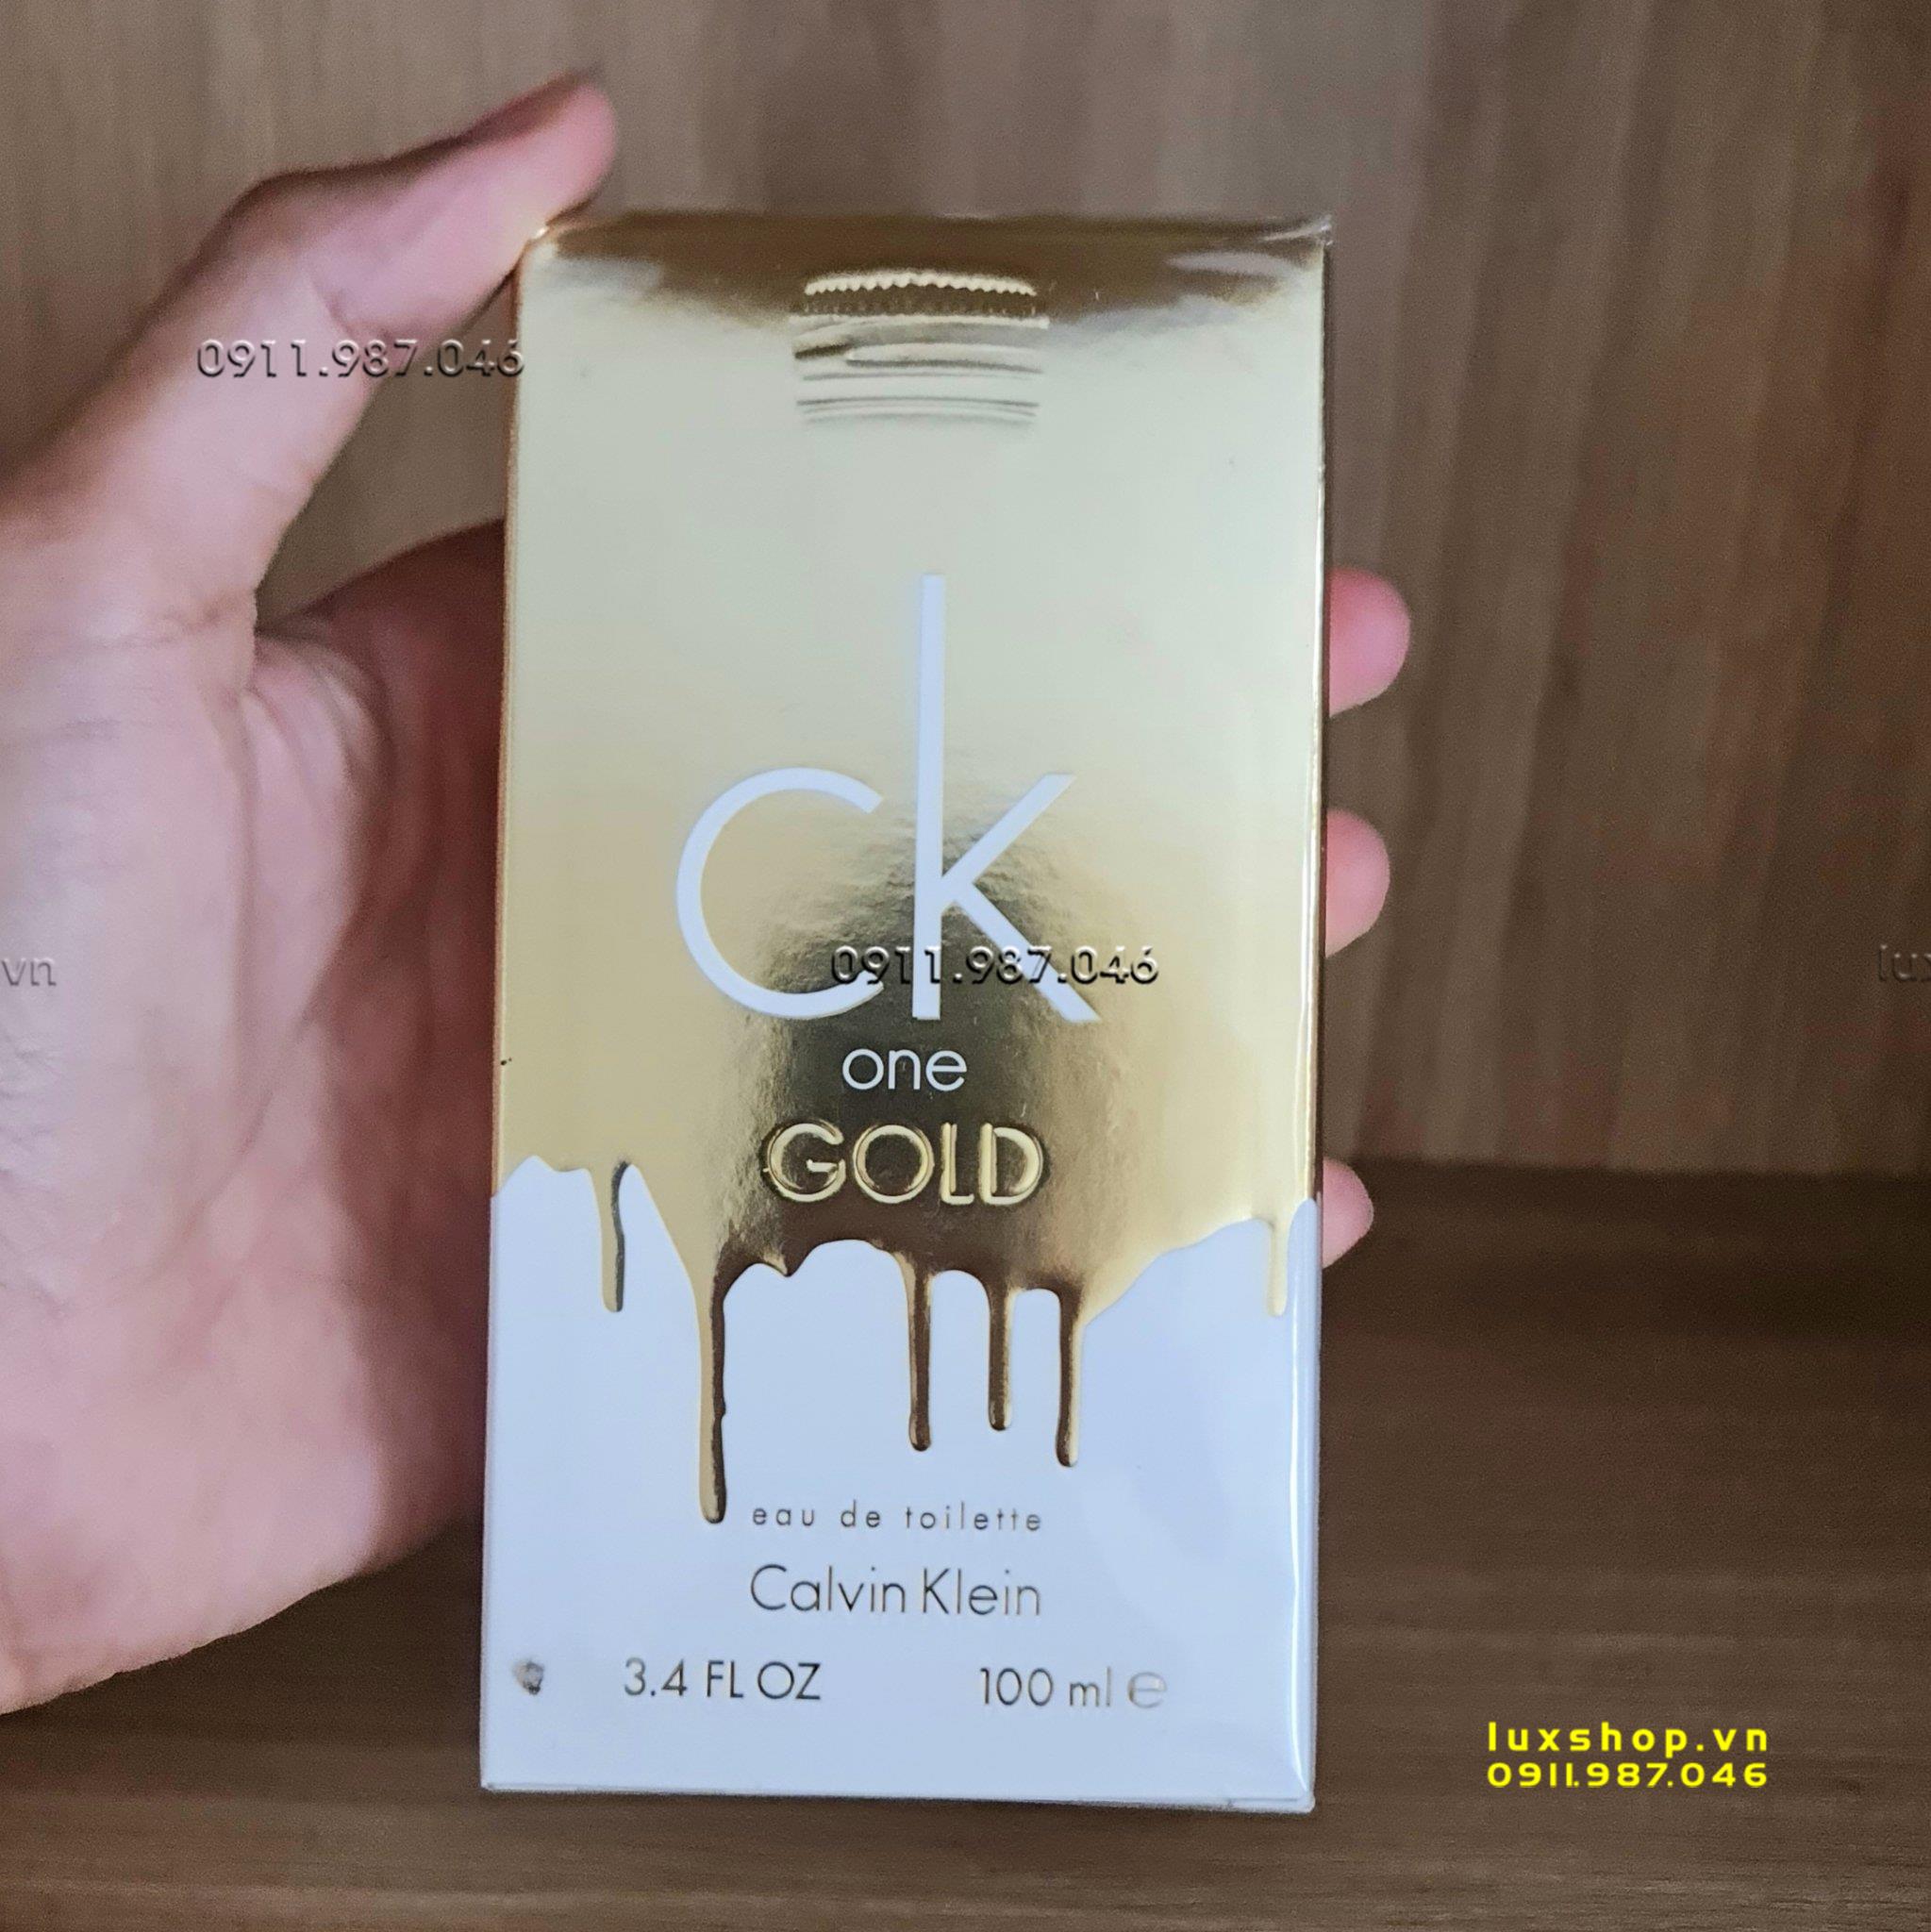 0911.987.046
ck
0911.987.046
vn
one
GOLD
eau de toilette
Calvin Klein
3.4 FL OZ 100 ml e
luxshop.vn
0911.987.046